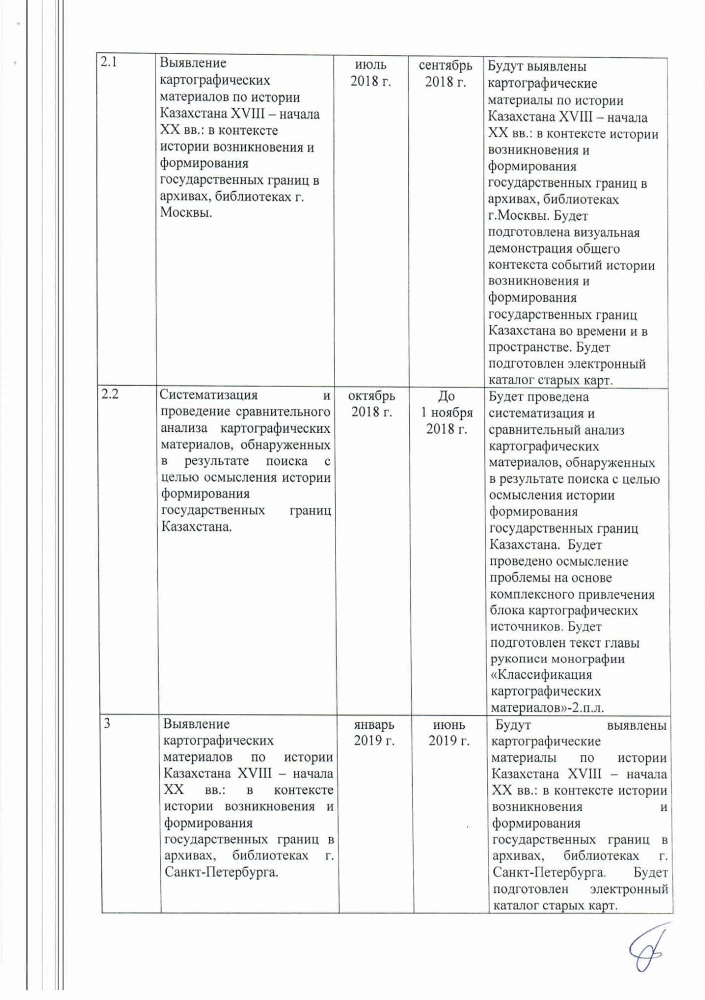 2.1
Выявление
картографических
материалов по истории
Казахстана XVIII – начала
XX вв.: в контексте
истории возникновения и
формирования
государственных границ в
архивах, библиотеках г.
Москвы.
июль
2018 г.
сентябрь
2018 г.
Будут выявлены
картографические
материалы по истории
Казахстана XVIII – начала
XX вв.: в контексте истории
возникновения и
формирования
государственных границ в
архивах, библиотеках
г.Москвы. Будет
подготовлена визуальная
демонстрация общего
контекста событий истории
возникновения и
формирования
государственных границ
Казахстана во времени и в
пространстве. Будет
подготовлен электронный
каталог старых карт.
2.2
Систематизация и
проведение сравнительного
анализа картографических
материалов, обнаруженных
в результате поиска с
целью осмысления истории
формирования
государственных границ
Казахстана.
октябрь
2018 г.
До
1 ноября
2018 г.
Будет проведена
систематизация и
сравнительный анализ
картографических
материалов, обнаруженных
в результате поиска с целью
осмысления истории
формирования
государственных границ
Казахстана. Будет
проведено осмысление
проблемы на основе
комплексного привлечения
блока картографических
источников. Будет
подготовлен текст главы
рукописи монографии
«Классификация
картографических
материалов»-2.п.л.
3
Выявление
картографических
материалов по истории
Казахстана XVIII – начала
XX вв.: в контексте
истории возникновения и
формирования
государственных границ в
архивах, библиотеках г.
Санкт-Петербурга.
январь
2019 г.
июнь
2019 г.
Будут выявлены
картографические
материалы по истории
Казахстана XVIII – начала
XX вв.: в контексте истории
возникновения и
формирования
государственных границ в
архивах, библиотеках г.
Санкт-Петербурга. Будет
подготовлен электронный
каталог старых карт.